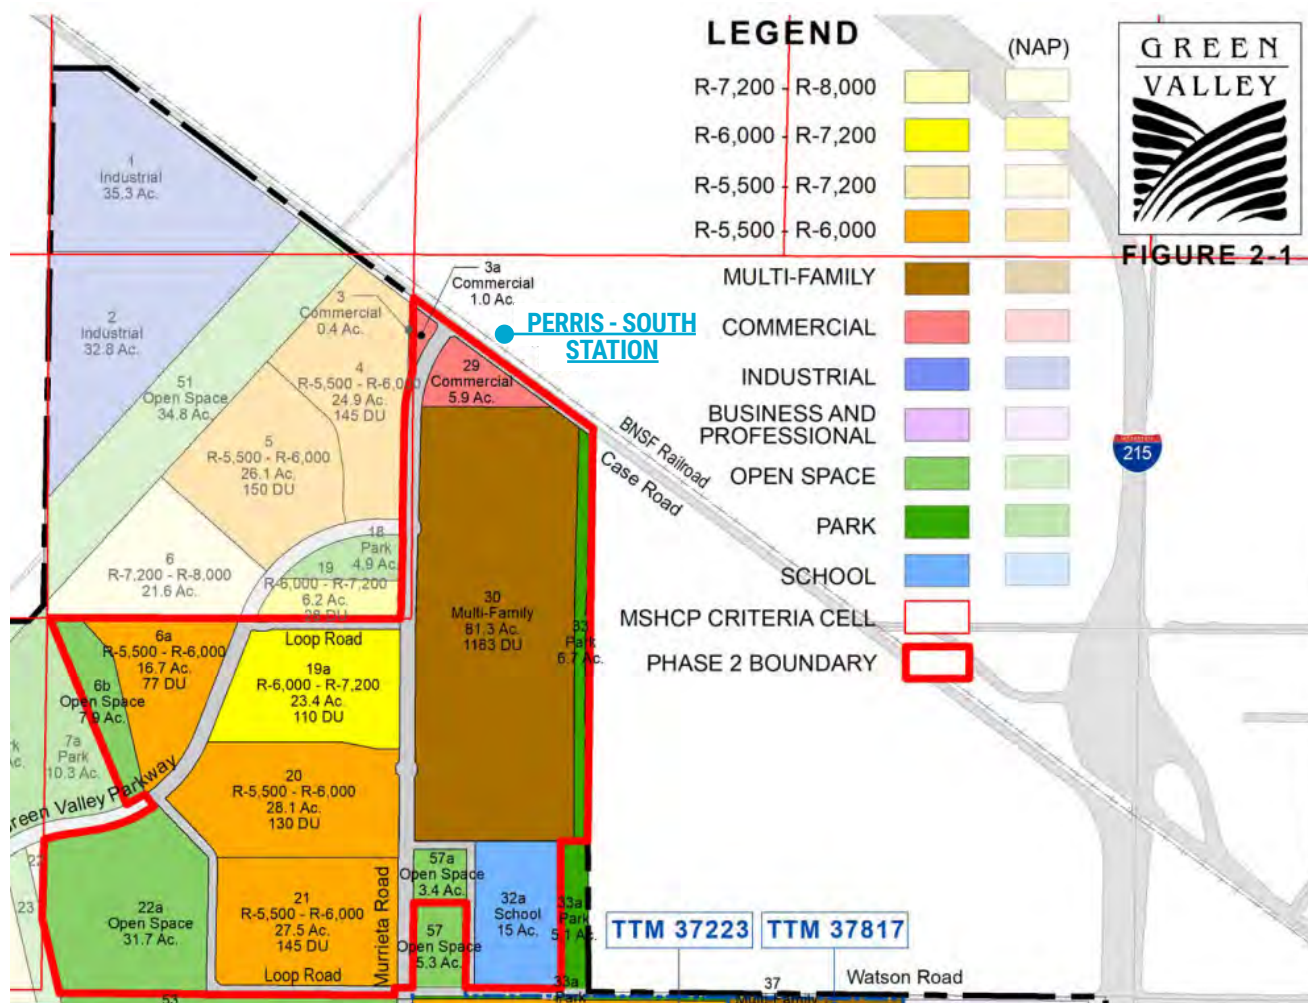 LEGEND
(NAP)
R-7,200 - R-8,000
R-6,000 - R-7,200
R-5,500 - R-7,200
R-5,500 - R-6,000
MULTI-FAMILY
COMMERCIAL
INDUSTRIAL
BUSINESS AND
PROFESSIONAL
OPEN SPACE
PARK
SCHOOL
MSHCP CRITERIA CELL
PHASE 2 BOUNDARY
GREEN
VALLEY
FIGURE 2-1
215
1
Industrial
35.3 Ac.
2
Industrial
32.8 Ac.
51
Open Space
34.8 Ac.
3
Commercial
0.4 Ac.
3a
Commercial
1.0 Ac.
PERRIS - SOUTH
STATION
4
R-5,500 - R-6,000
24.9 Ac.
145 DU
29
Commercial
5.9 Ac.
5
R-5,500 - R-6,000
26.1 Ac.
150 DU
BNSF Railroad
Case Road
6
R-7,200 - R-8,000
21.6 Ac.
18
Park
4.9 Ac.
19
R-6,000 - R-7,200
6.2 Ac.
30
Multi-Family
81.3 Ac.
1163 DU
33
Park
6.7 Ac.
6a
R-5,500 - R-6,000
16.7 Ac.
77 DU
Loop Road
6b
Open Space
7.9 Ac.
19a
R-6,000 - R-7,200
23.4 Ac.
110 DU
7a
Park
10.3 Ac.
20
R-5,500 - R-6,000
28.1 Ac.
130 DU
Green Valley Parkway
22
23
22a
Open Space
31.7 Ac.
21
R-5,500 - R-6,000
27.5 Ac.
145 DU
Loop Road
Murrieta Road
57a
Open Space
3.4 Ac.
57
Open Space
5.3 Ac.
32a
School
15 Ac.
33a
Park
5.1 Ac.
TTM 37223
TTM 37817
33a
Park
37
Multi-Family
Watson Road
53